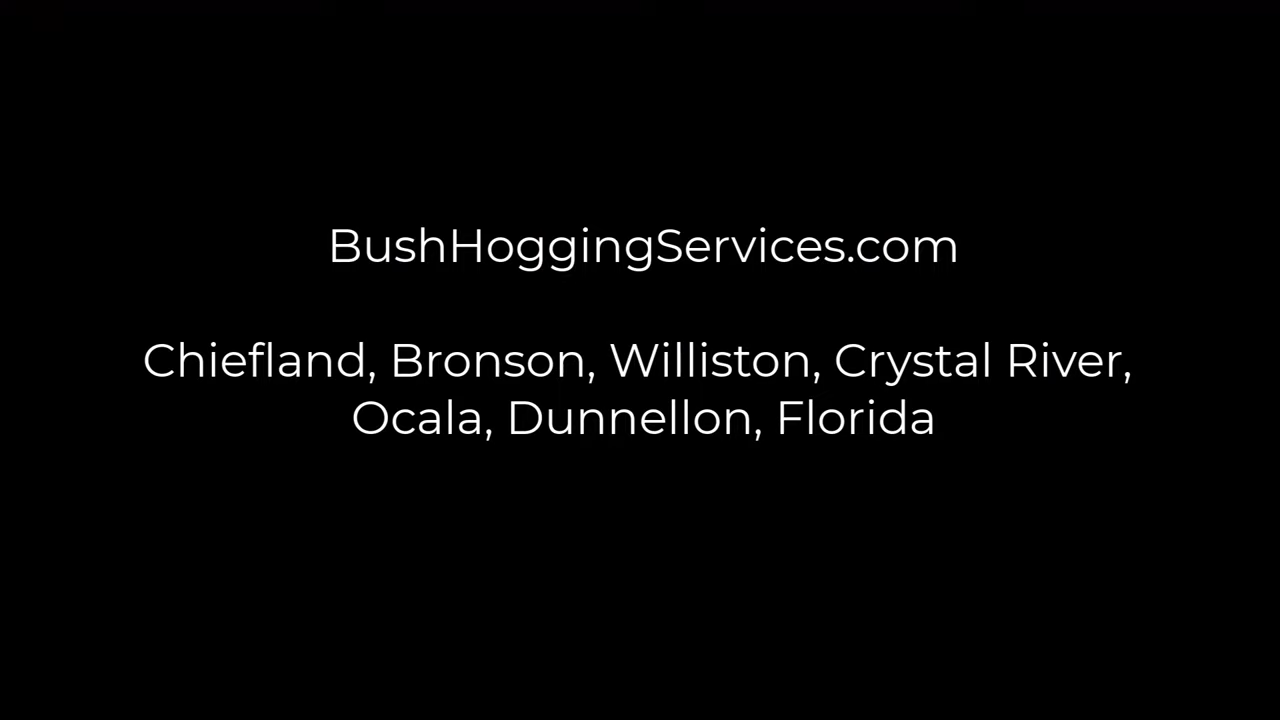 BushHoggingServices.com
Chiefland, Bronson, Williston, Crystal River,
Ocala, Dunnellon, Florida